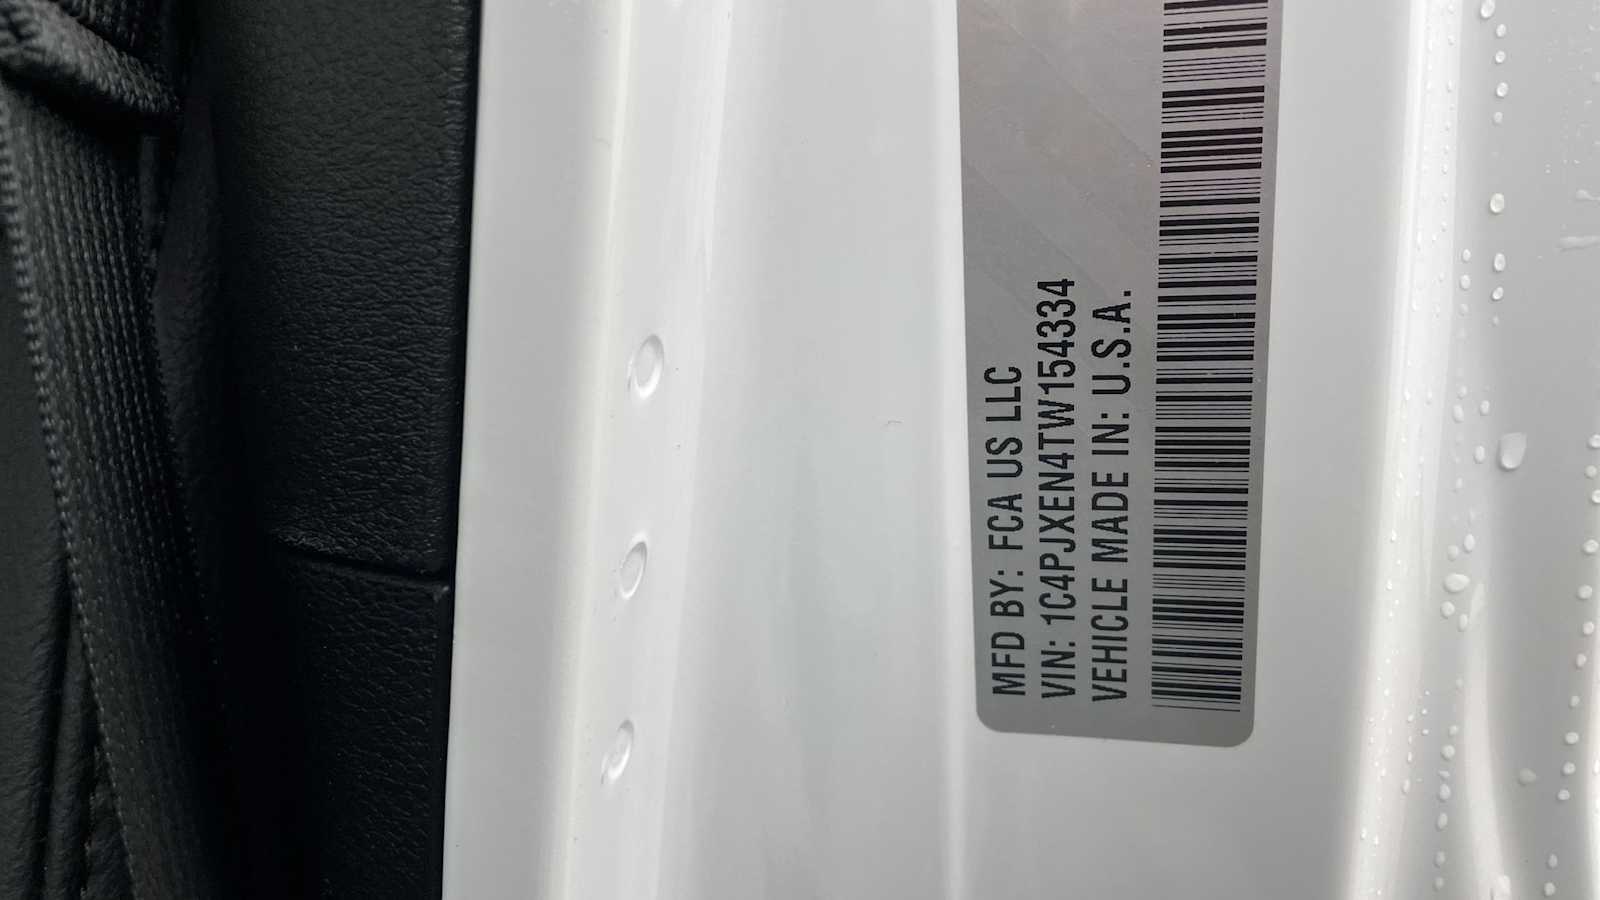 MFD BY: FCA US LLC
VIN: 1C4PJXEN4TW154334
VEHICLE MADE IN: U.S.A.